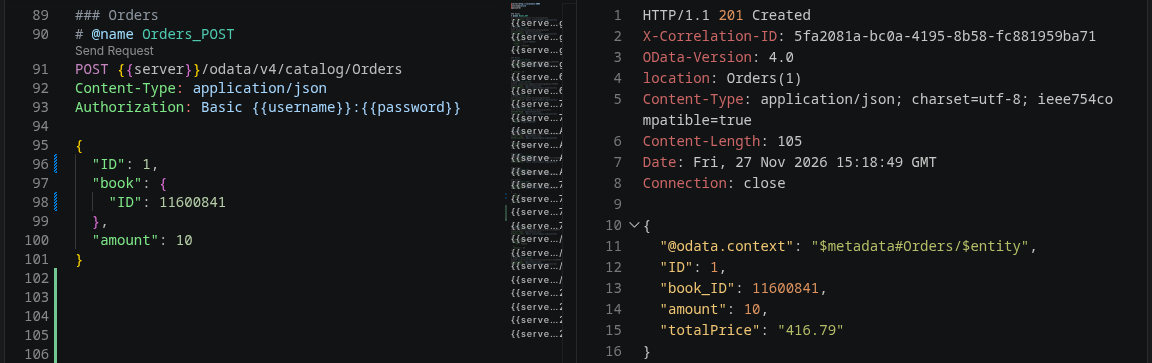 ### Orders
# @name Orders_POST
Send Request
POST {{server}}/odata/v4/catalog/Orders
Content-Type: application/json
Authorization: Basic {{username}}:{{password}}
{
"ID": 1,
"book": {
"ID": 11600841
},
"amount": 10
}
89
90
91
92
93
94
95
96
97
98
99
100
101
102
103
104
105
106
1 HTTP/1.1 201 Created
2 X-Correlation-ID: 5fa2081a-bc0a-4195-8b58-fc881959ba71
3 OData-Version: 4.0
4 location: Orders(1)
5 Content-Type: application/json; charset=utf-8; ieee754co
mpatible=true
6 Content-Length: 105
7 Date: Fri, 27 Nov 2026 15:18:49 GMT
8 Connection: close
9
10 {
11 "@odata.context": "$metadata#Orders/$entity",
12 "ID": 1,
13 "book_ID": 11600841,
14 "amount": 10,
15 "totalPrice": "416.79"
16 }